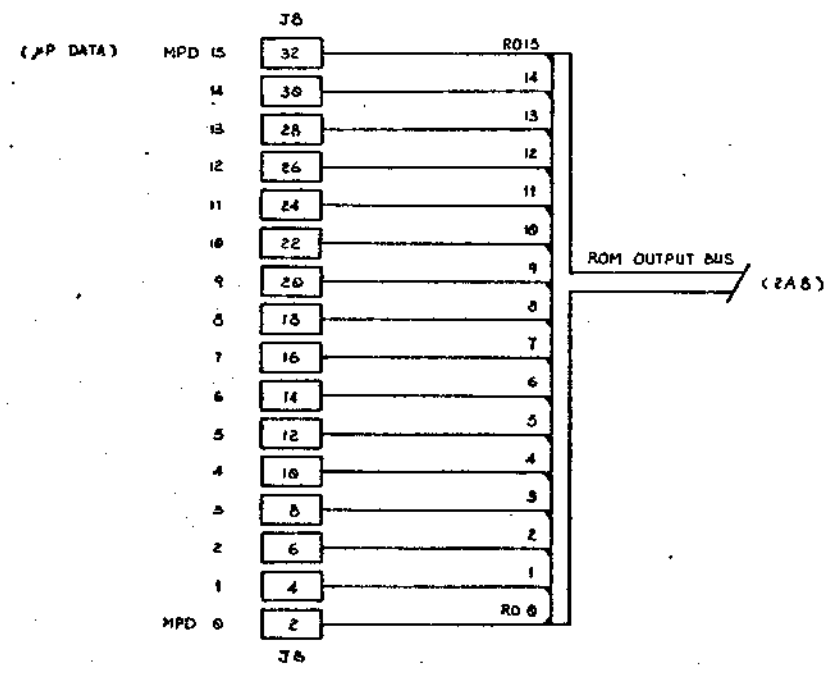 J8
(µP DATA) MPD 15 32 RO15
14 30 14
13 28 13
12 26 12
11 24 11
10 22 10
9 20 9
8 18 8
7 16 7
6 14 6
5 12 5
4 10 4
3 8 3
2 6 2
1 4 1
MPD 0 2 RO 0
J8
ROM OUTPUT BUS
(2A8)